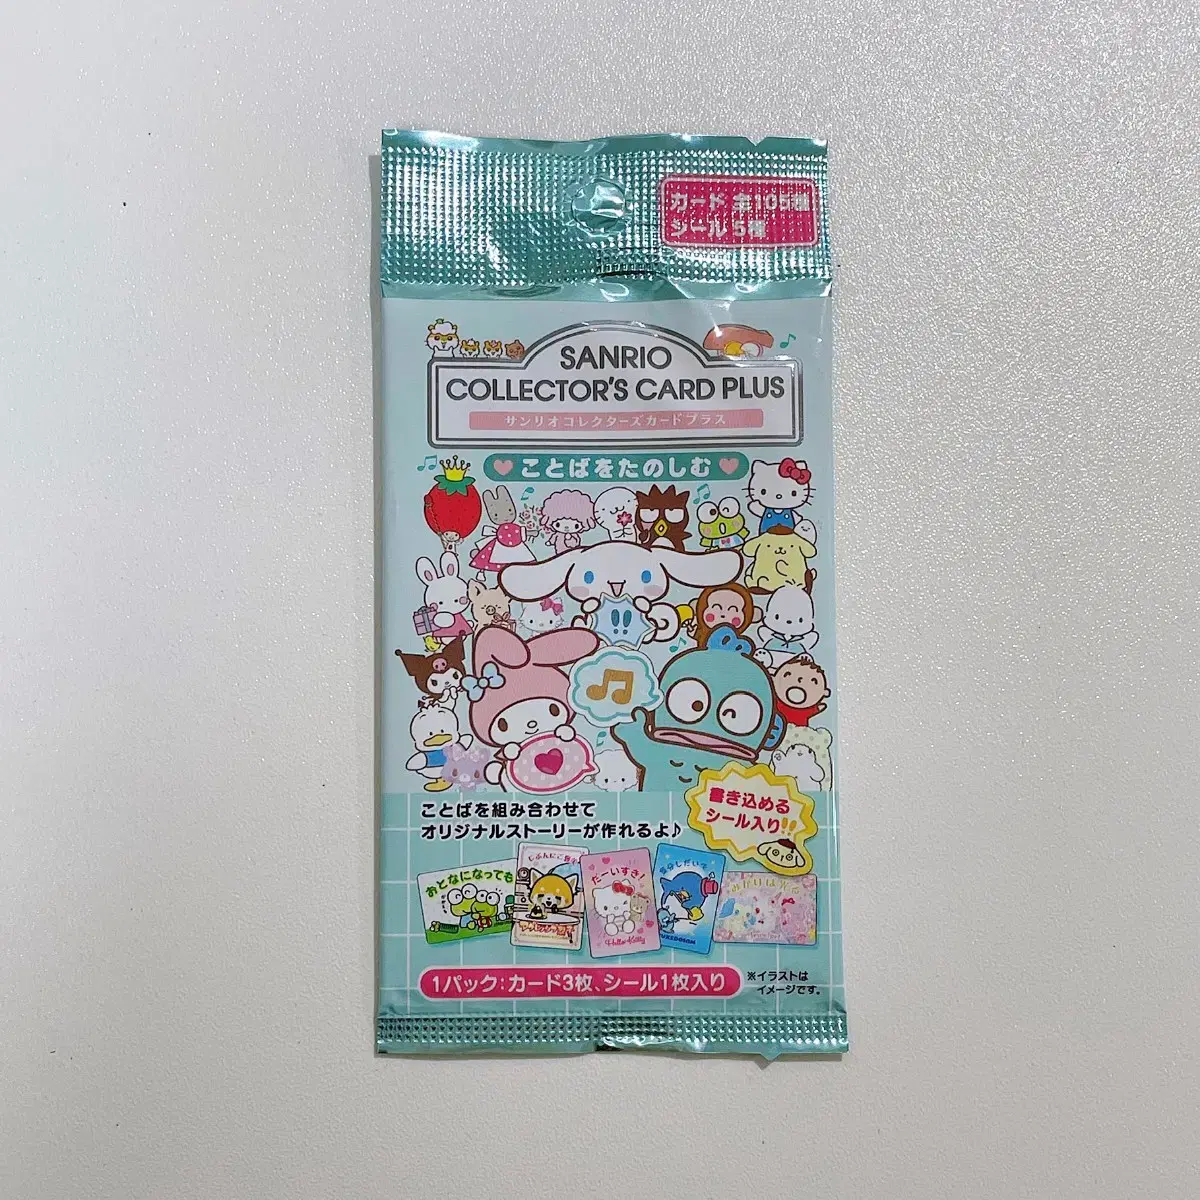 カード 全105種
シール 5種
SANRIO
COLLECTOR'S CARD PLUS
サンリオコレクターズカードプラス
ことばをたのしむ
!!
ことばを組み合わせて
オリジナルストーリーが作れるよ♪
書き込める
シール入り!!
おとなになっても
だーいすき!
Hello Kitty
TUXEDOSAM
1パック:カード3枚、シール1枚入り
※イラストは
イメージです。